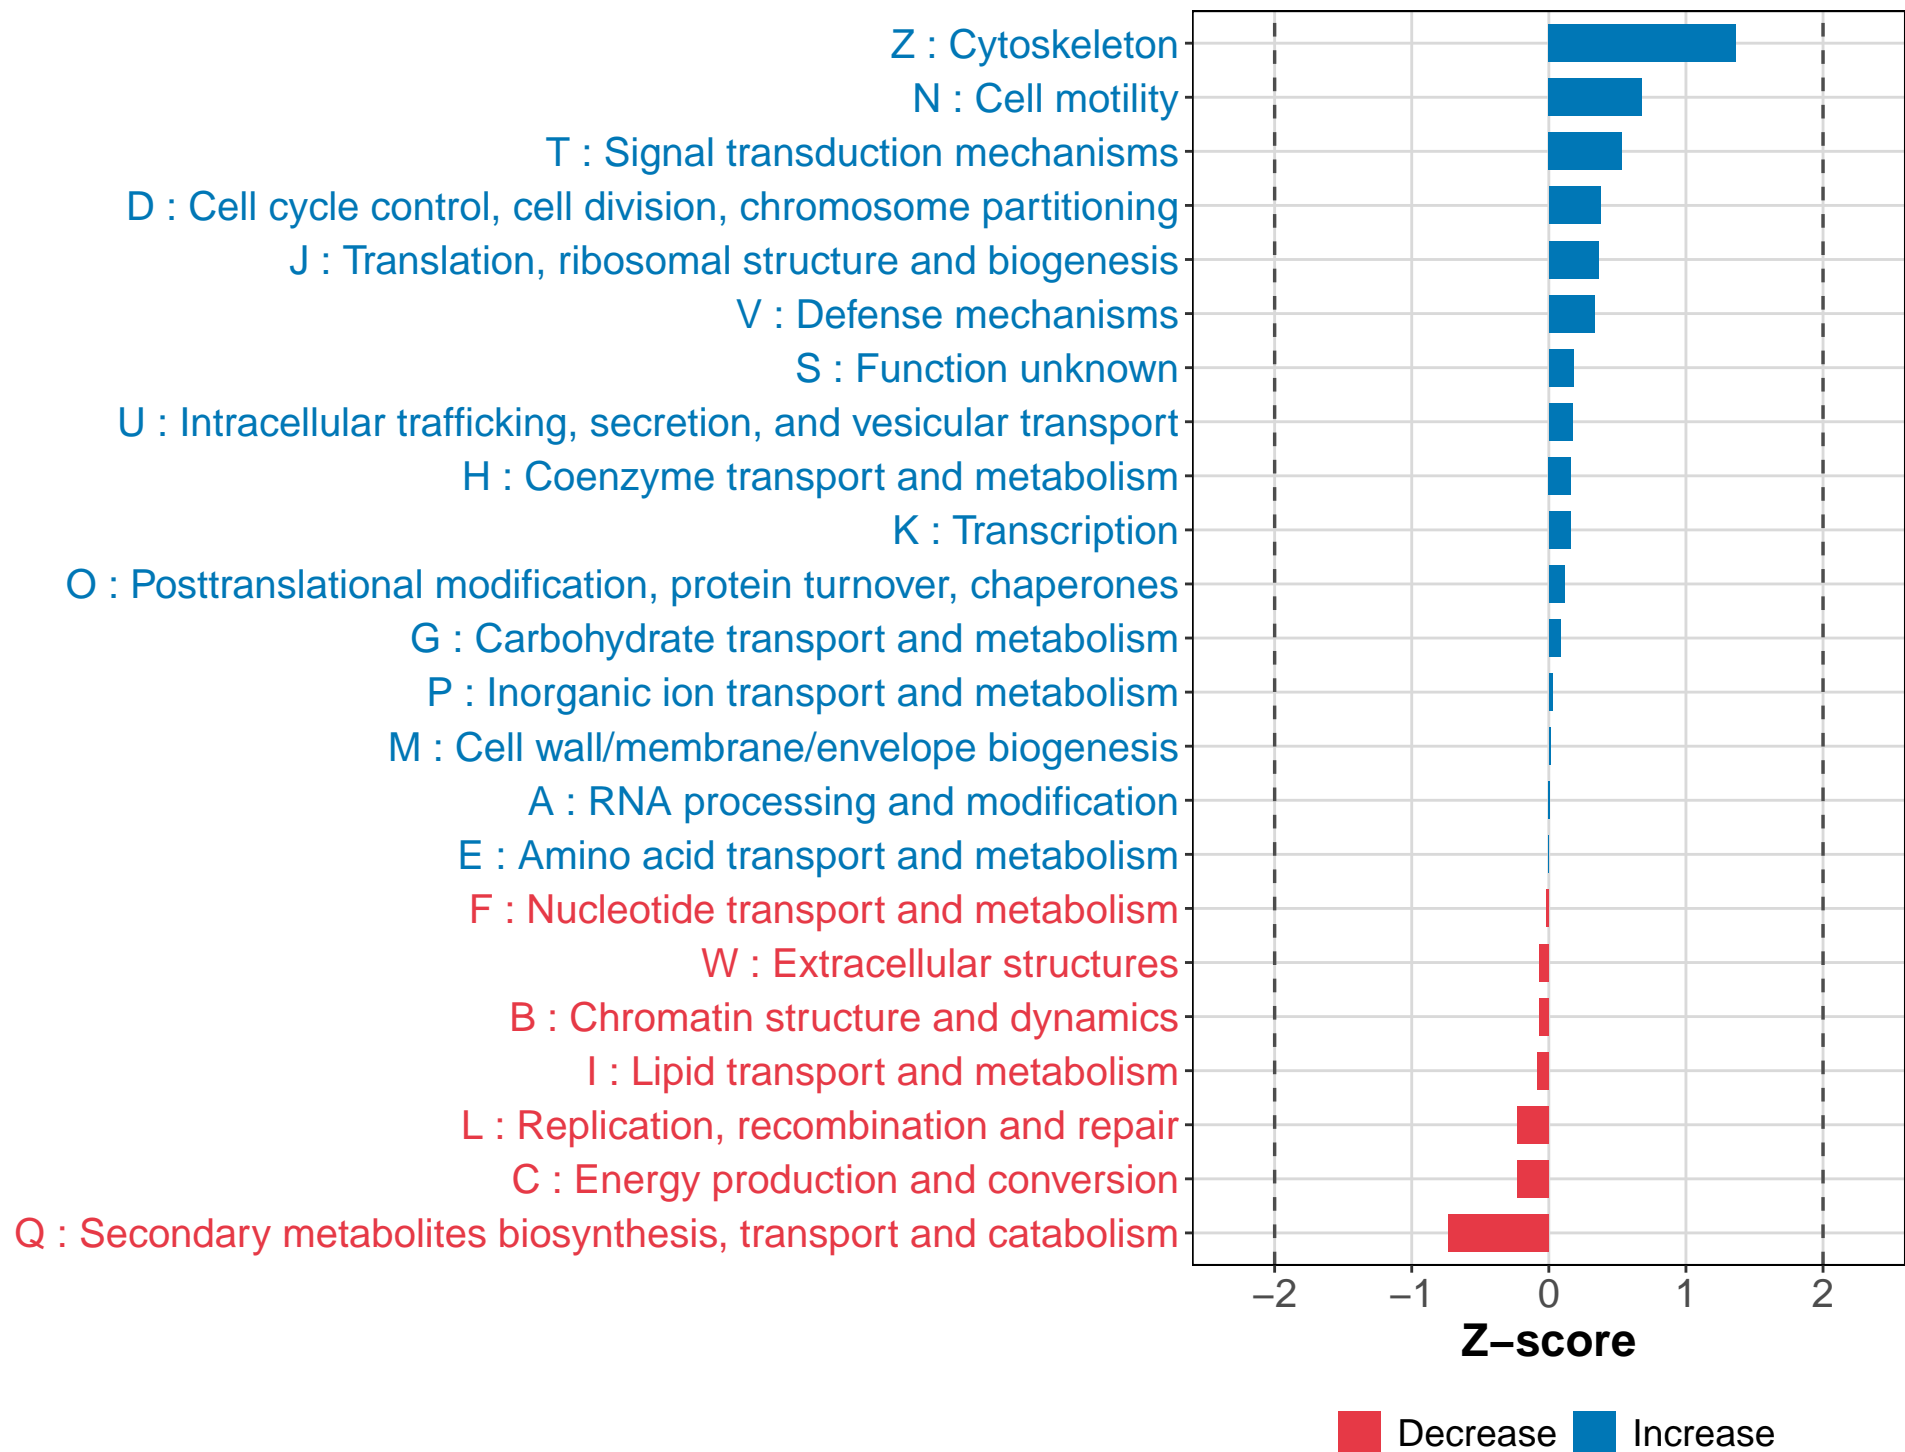 Z : Cytoskeleton
N : Cell motility
T : Signal transduction mechanisms
D : Cell cycle control, cell division, chromosome partitioning
J : Translation, ribosomal structure and biogenesis
V : Defense mechanisms
S : Function unknown
U : Intracellular trafficking, secretion, and vesicular transport
H : Coenzyme transport and metabolism
K : Transcription
O : Posttranslational modification, protein turnover, chaperones
G : Carbohydrate transport and metabolism
P : Inorganic ion transport and metabolism
M : Cell wall/membrane/envelope biogenesis
A : RNA processing and modification
E : Amino acid transport and metabolism
F : Nucleotide transport and metabolism
W : Extracellular structures
B : Chromatin structure and dynamics
I : Lipid transport and metabolism
L : Replication, recombination and repair
C : Energy production and conversion
Q : Secondary metabolites biosynthesis, transport and catabolism
−2 −1 0 1 2
Z−score
Decrease Increase